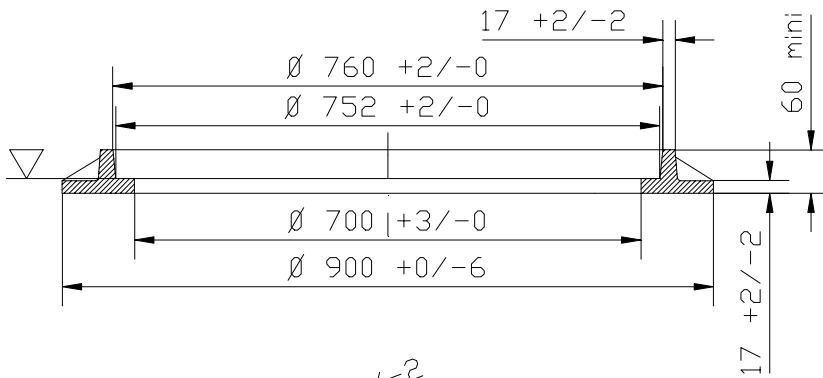 17 +2/-2
Ø 760 +2/-0
Ø 752 +2/-0
60 mini
Ø 700 +3/-0
Ø 900 +0/-6
17 +2/-2